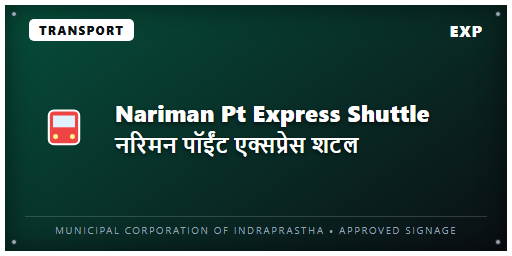 TRANSPORT
EXP
Nariman Pt Express Shuttle
नरिमन पॉईंट एक्सप्रेस शटल
MUNICIPAL CORPORATION OF INDRAPRASTHA • APPROVED SIGNAGE